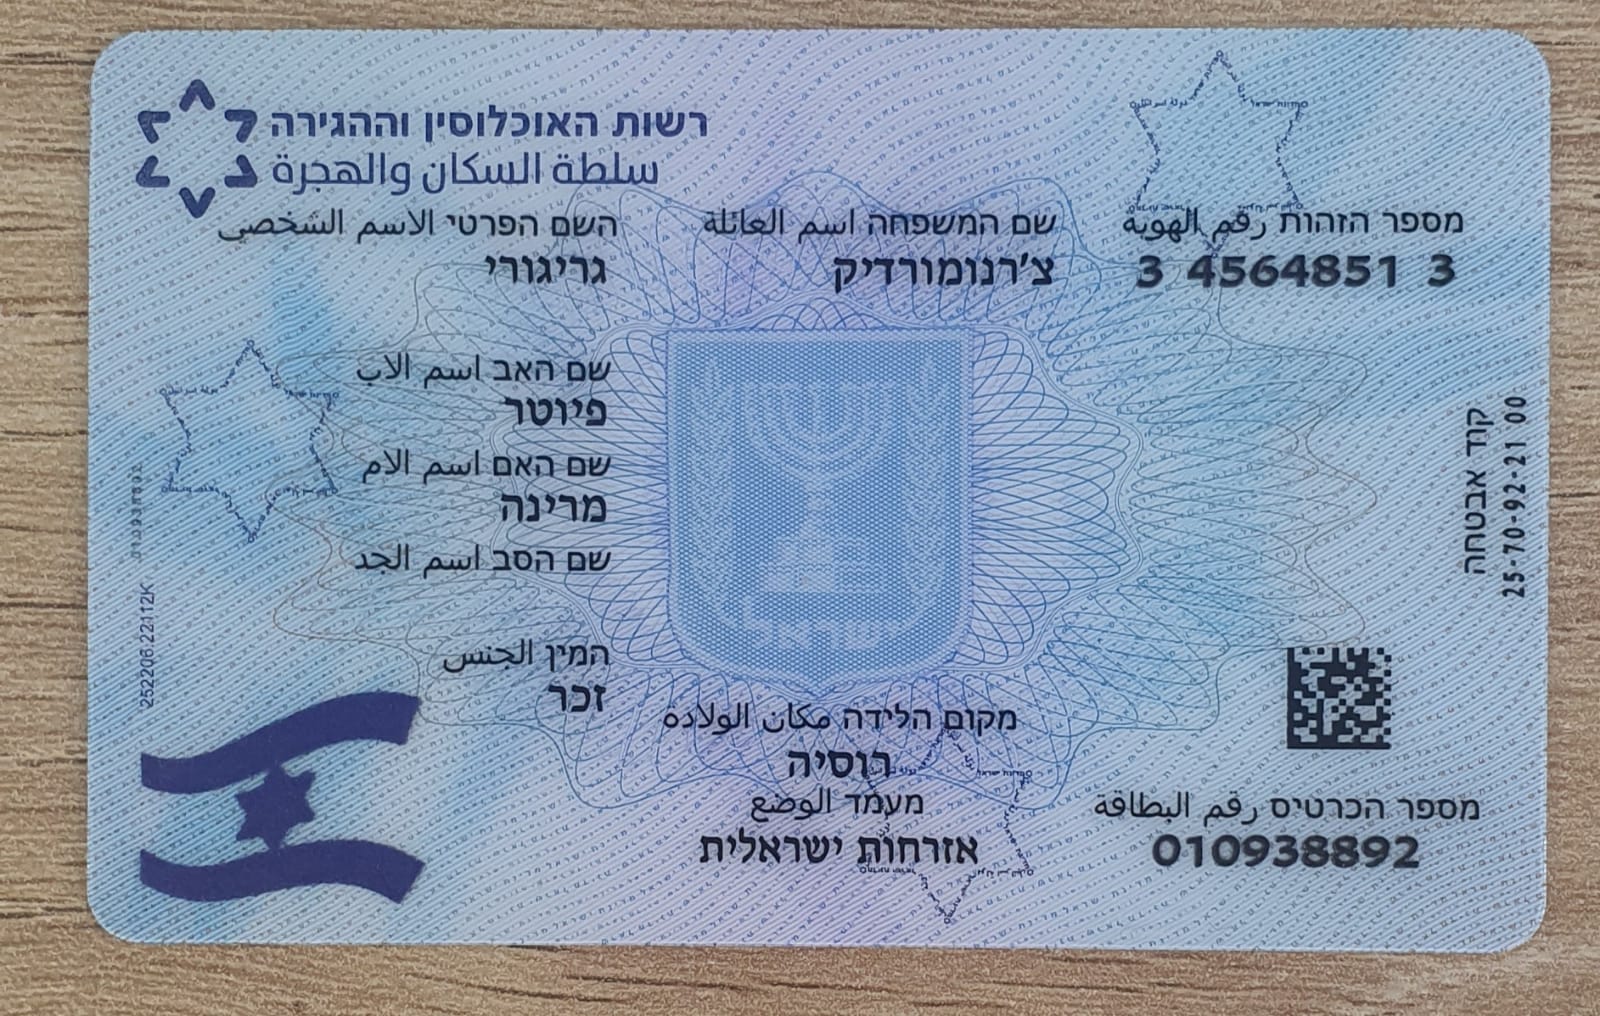 רשות האוכלוסין וההגירה
سلطة السكان والهجرة
מספר הזהות رقم الهوية
3 4564851 3
שם המשפחה اسم العائلة
צ'רנומורדיק
השם הפרטי الاسم الشخصي
גריגורי
שם האב اسم الاب
פיוטר
שם האם اسم الام
מרינה
שם הסב اسم الجد
המין الجنس
זכר
מקום הלידה مكان الولادة
רוסיה
מעמד الوضع
אזרחות ישראלית
מספר הכרטיס رقم البطاقة
010938892
קוד אבטחה
25-70-92-21 00
252206.22112K
ישראל